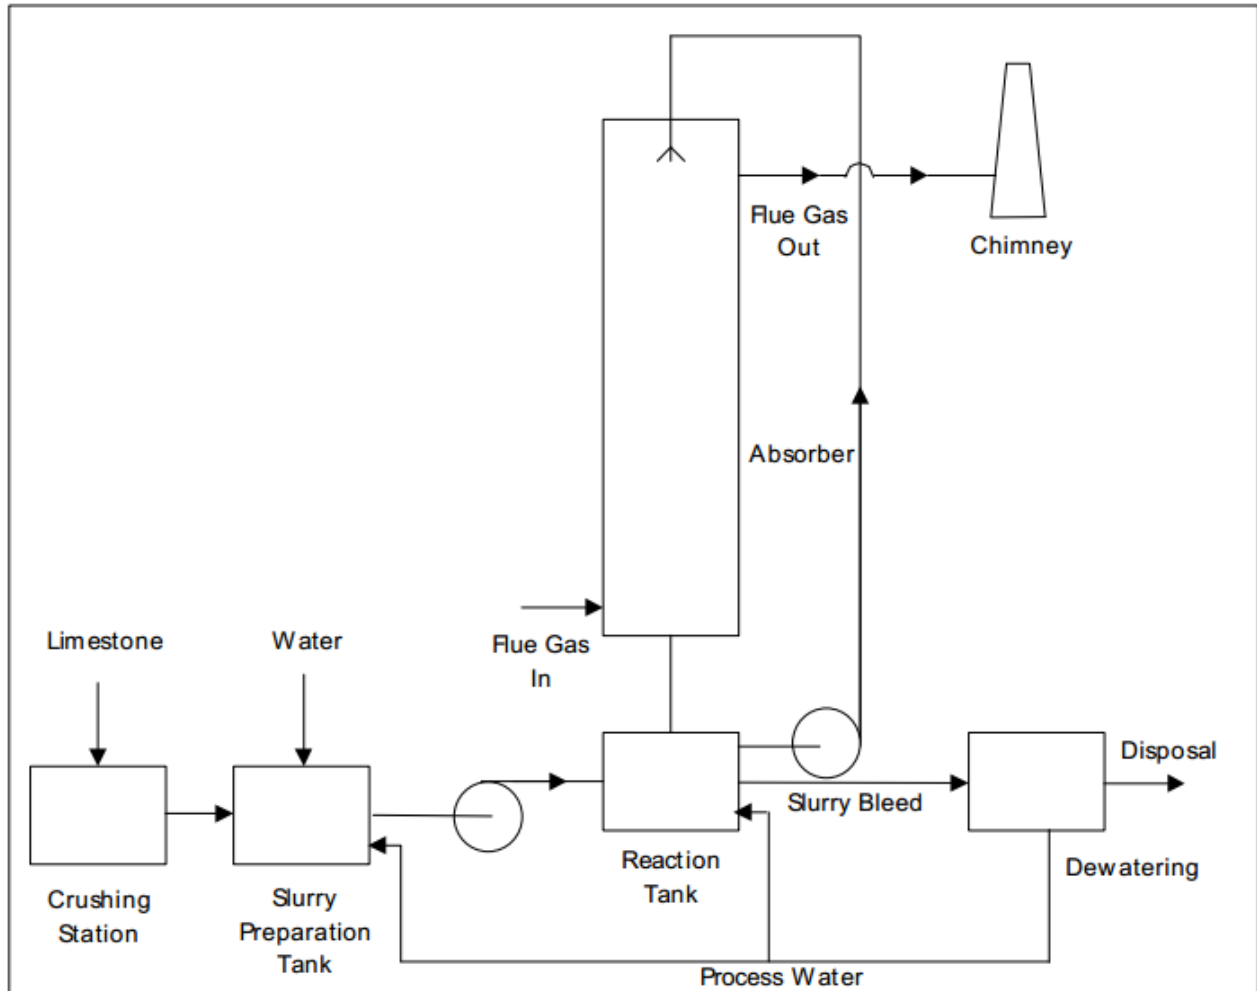 Flue Gas
Out
Chimney
Absorber
Limestone
Water
Flue Gas
In
Disposal
Slurry Bleed
Reaction
Tank
Dewatering
Crushing
Station
Slurry
Preparation
Tank
Process Water